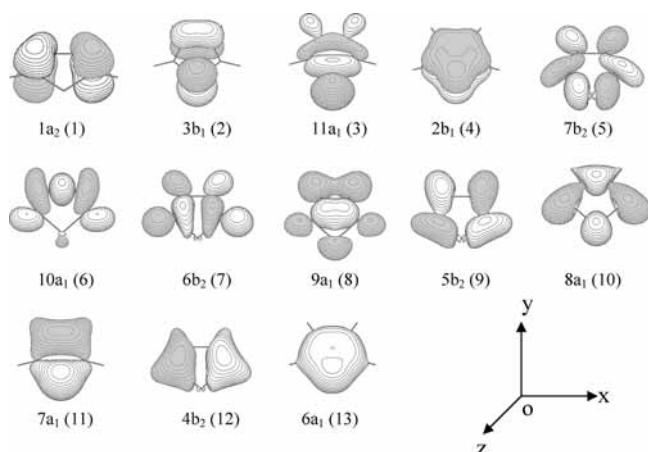 1a₂ (1) 3b₁ (2) 11a₁ (3) 2b₁ (4) 7b₂ (5)
10a₁ (6) 6b₂ (7) 9a₁ (8) 5b₂ (9) 8a₁ (10)
y
7a₁ (11) 4b₂ (12) 6a₁ (13) o x
z